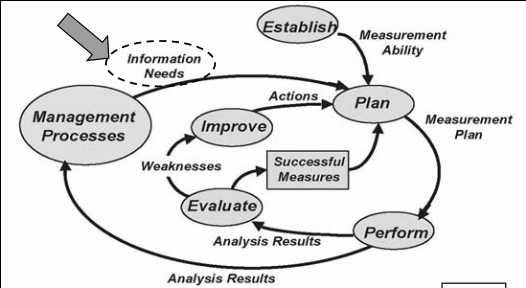 Establish
Measurement
Ability
Information
Needs
Actions
Plan
Management
Processes
Improve
Measurement
Plan
Weaknesses
Successful
Measures
Evaluate
Perform
Analysis Results
Analysis Results